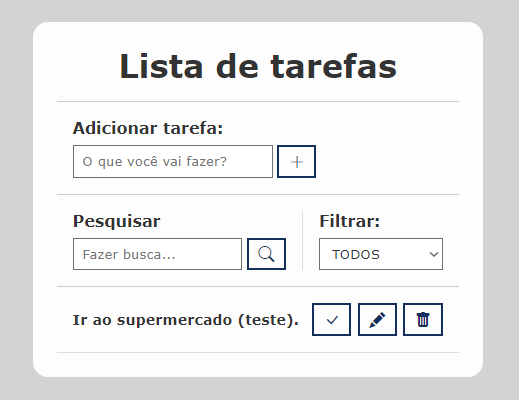 Lista de tarefas
Adicionar tarefa:
O que você vai fazer?
Pesquisar
Fazer busca...
Filtrar:
TODOS
Ir ao supermercado (teste).